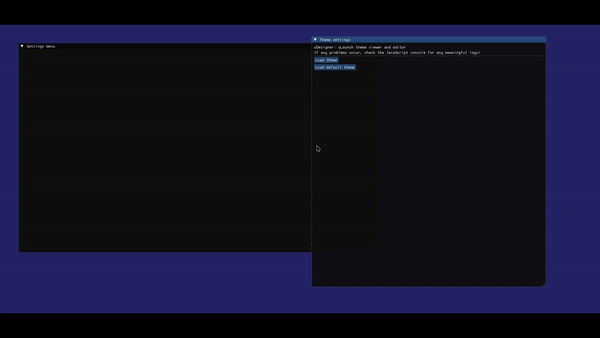 Settings menu
Theme settings
uDesigner: uLaunch theme viewer and editor
If any problems occur, check the JavaScript console for any meaningful logs!
Load theme
Load default theme